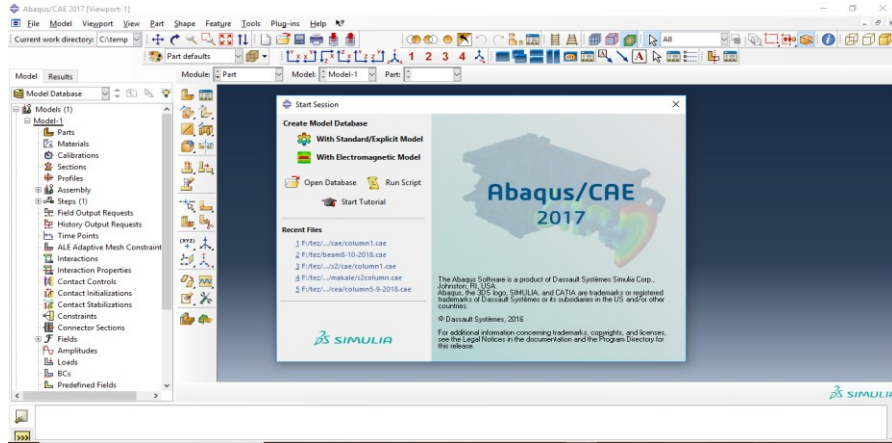 Abaqus/CAE 2017 [Viewport: 1]
File Model Viewport View Part Shape Feature Tools Plug-ins Help
Current work directory: C:\temp
All
Part defaults
1 2 3 4
Model Results
Module: Part Model: Model-1 Part:
Model Database
Models (1)
Model-1
Parts
Materials
Calibrations
Sections
Profiles
Assembly
Steps (1)
Field Output Requests
History Output Requests
Time Points
ALE Adaptive Mesh Constraint
Interactions
Interaction Properties
Contact Controls
Contact Initializations
Contact Stabilizations
Constraints
Connector Sections
Fields
Amplitudes
Loads
BCs
Predefined Fields
(XYZ)
Start Session
Create Model Database
With Standard/Explicit Model
With Electromagnetic Model
Open Database Run Script
Start Tutorial
Recent Files
1 F:/tez/.../cae/column1.cae
2 F:/tez/beam8-10-2018.cae
3 F:/tez/.../s2/cae/column1.cae
4 F:/tez/.../makale/s2column.cae
5 F:/tez/.../cea/column5-9-2018.cae
SIMULIA
Abaqus/CAE
2017
The Abaqus Software is a product of Dassault Systèmes Simulia Corp.,
Johnston, RI, USA.
Abaqus, the 3DS logo, SIMULIA, and CATIA are trademarks or registered
trademarks of Dassault Systèmes or its subsidiaries in the US and/or other
countries.
© Dassault Systèmes, 2016
For additional information concerning trademarks, copyrights, and licenses,
see the Legal Notices in the documentation and the Program Directory for
this release.
SIMULI
>>>